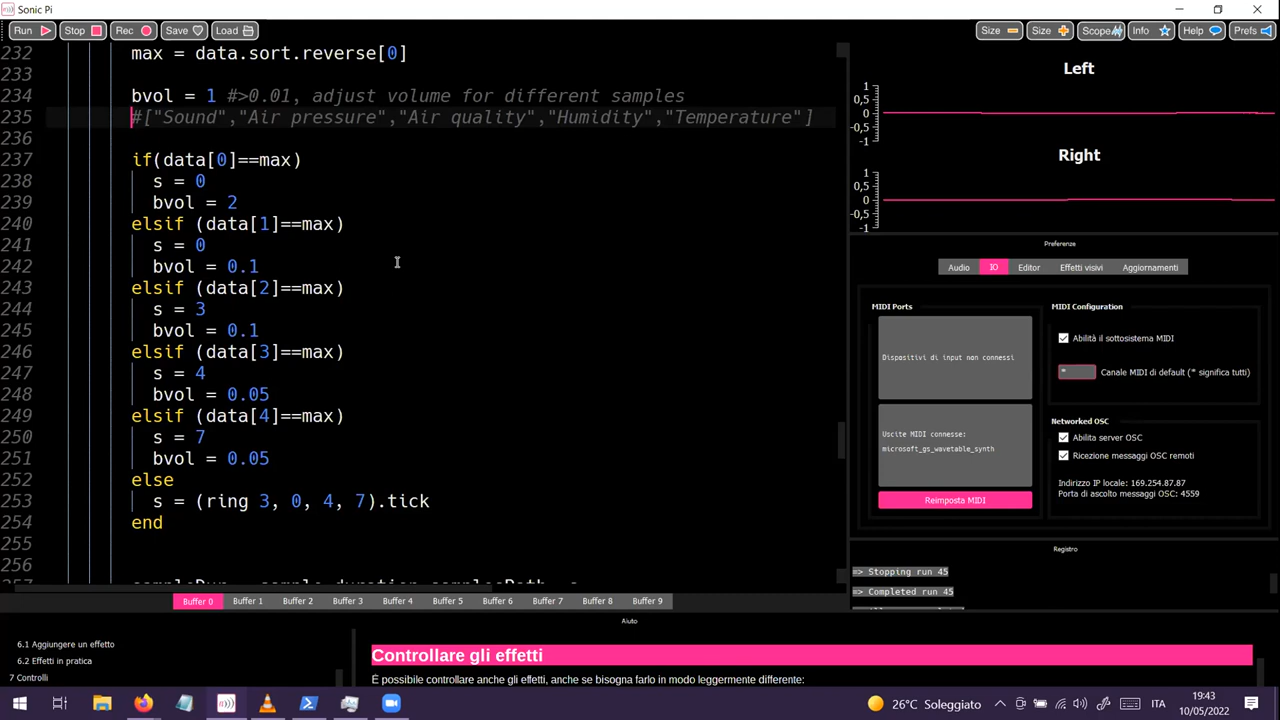 Sonic Pi
Run Stop Rec Save Load Size Size Scope Info Help Prefs
232 max = data.sort.reverse[0]
233
234 bvol = 1 #>0.01, adjust volume for different samples
235 #["Sound","Air pressure","Air quality","Humidity","Temperature"]
236
237 if(data[0]==max)
238 s = 0
239 bvol = 2
240 elsif (data[1]==max)
241 s = 0
242 bvol = 0.1
243 elsif (data[2]==max)
244 s = 3
245 bvol = 0.1
246 elsif (data[3]==max)
247 s = 4
248 bvol = 0.05
249 elsif (data[4]==max)
250 s = 7
251 bvol = 0.05
252 else
253 s = (ring 3, 0, 4, 7).tick
254 end
255
256
Left
1
0,5
0
-0,5
-1
Right
1
0,5
0
-0,5
-1
Preferenze
Audio IO Editor Effetti visivi Aggiornamenti
MIDI Ports
Dispositivi di input non connessi
Uscite MIDI connesse:
microsoft_gs_wavetable_synth
Reimposta MIDI
MIDI Configuration
Abilità il sottosistema MIDI
* Canale MIDI di default (* significa tutti)
Networked OSC
Abilita server OSC
Ricezione messaggi OSC remoti
Indirizzo IP locale: 169.254.87.87
Porta di ascolto messaggi OSC: 4559
Registro
=> Stopping run 45
=> Completed run 45
Buffer 0 Buffer 1 Buffer 2 Buffer 3 Buffer 4 Buffer 5 Buffer 6 Buffer 7 Buffer 8 Buffer 9
Aiuto
6.1 Aggiungere un effetto
6.2 Effetti in pratica
7 Controlli
Controllare gli effetti
È possibile controllare anche gli effetti, anche se bisogna farlo in modo leggermente differente:
26°C Soleggiato
ITA
19:43
10/05/2022